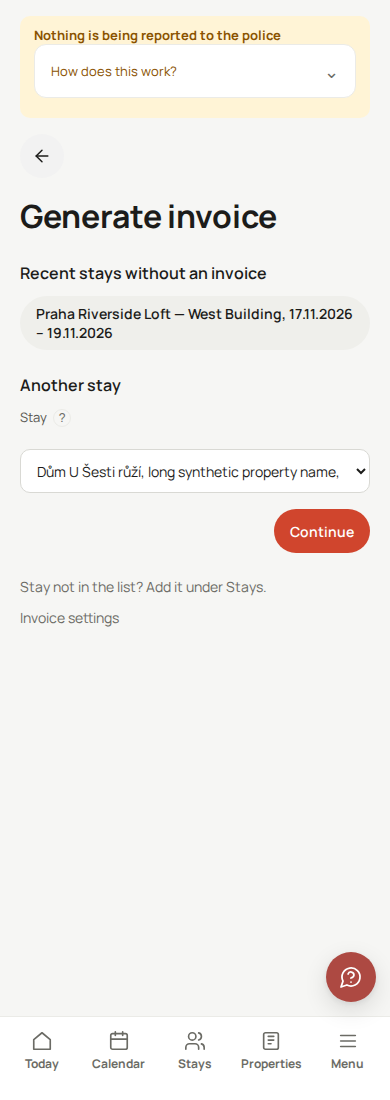 Nothing is being reported to the police
How does this work?
Generate invoice
Recent stays without an invoice
Praha Riverside Loft — West Building, 17.11.2026
– 19.11.2026
Another stay
Stay ?
Dům U Šesti růží, long synthetic property name,
Continue
Stay not in the list? Add it under Stays.
Invoice settings
Today Calendar Stays Properties Menu